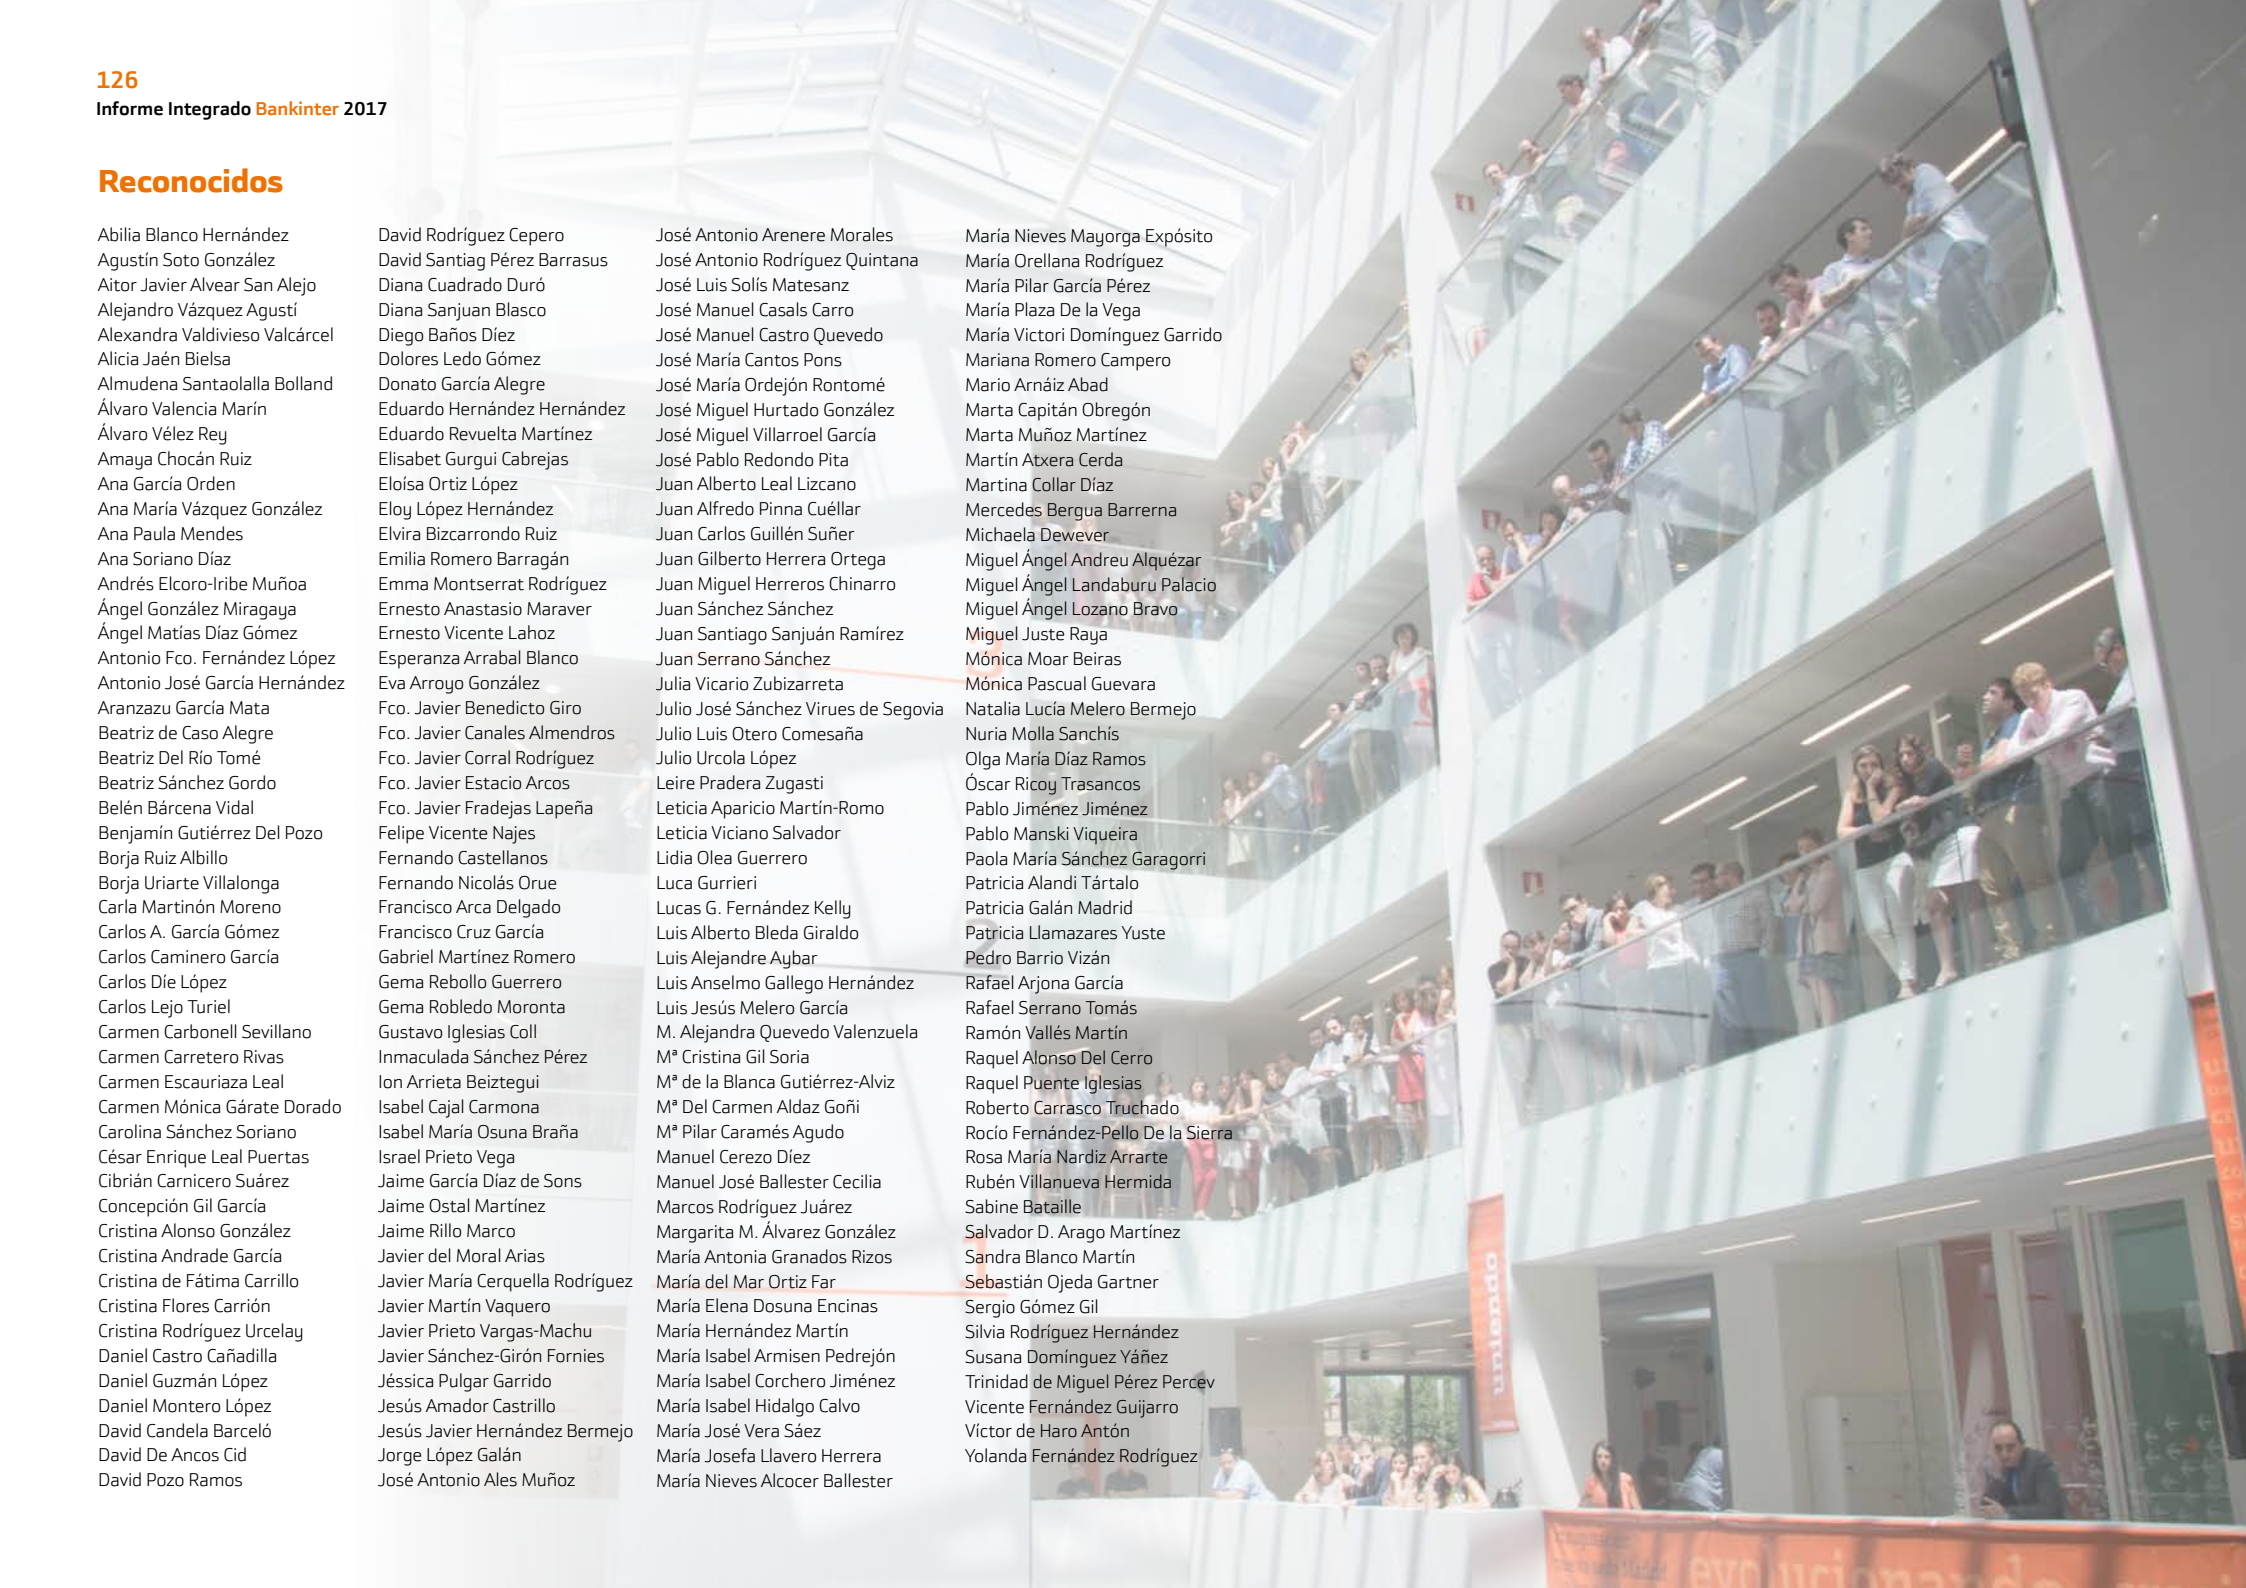 126
Informe Integrado Bankinter 2017
Reconocidos
Abilia Blanco Hernández
Agustín Soto González
Aitor Javier Alvear San Alejo
Alejandro Vázquez Agustí
Alexandra Valdivieso Valcárcel
Alicia Jaén Bielsa
Almudena Santaolalla Bolland
Álvaro Valencia Marín
Álvaro Vélez Rey
Amaya Chocán Ruiz
Ana García Orden
Ana María Vázquez González
Ana Paula Mendes
Ana Soriano Díaz
Andrés Elcoro-Iribe Muñoa
Ángel González Miragaya
Ángel Matías Díaz Gómez
Antonio Fco. Fernández López
Antonio José García Hernández
Aranzazu García Mata
Beatriz de Caso Alegre
Beatriz Del Río Tomé
Beatriz Sánchez Gordo
Belén Bárcena Vidal
Benjamín Gutiérrez Del Pozo
Borja Ruiz Albillo
Borja Uriarte Villalonga
Carla Martinón Moreno
Carlos A. García Gómez
Carlos Caminero García
Carlos Díe López
Carlos Lejo Turiel
Carmen Carbonell Sevillano
Carmen Carretero Rivas
Carmen Escauriaza Leal
Carmen Mónica Gárate Dorado
Carolina Sánchez Soriano
César Enrique Leal Puertas
Cibrián Carnicero Suárez
Concepción Gil García
Cristina Alonso González
Cristina Andrade García
Cristina de Fátima Carrillo
Cristina Flores Carrión
Cristina Rodríguez Urcelay
Daniel Castro Cañadilla
Daniel Guzmán López
Daniel Montero López
David Candela Barceló
David De Ancos Cid
David Pozo Ramos
David Rodríguez Cepero
David Santiag Pérez Barrasus
Diana Cuadrado Duró
Diana Sanjuan Blasco
Diego Baños Díez
Dolores Ledo Gómez
Donato García Alegre
Eduardo Hernández Hernández
Eduardo Revuelta Martínez
Elisabet Gurgui Cabrejas
Eloísa Ortiz López
Eloy López Hernández
Elvira Bizcarrondo Ruiz
Emilia Romero Barragán
Emma Montserrat Rodríguez
Ernesto Anastasio Maraver
Ernesto Vicente Lahoz
Esperanza Arrabal Blanco
Eva Arroyo González
Fco. Javier Benedicto Giro
Fco. Javier Canales Almendros
Fco. Javier Corral Rodríguez
Fco. Javier Estacio Arcos
Fco. Javier Fradejas Lapeña
Felipe Vicente Najes
Fernando Castellanos
Fernando Nicolás Orue
Francisco Arca Delgado
Francisco Cruz García
Gabriel Martínez Romero
Gema Rebollo Guerrero
Gema Robledo Moronta
Gustavo Iglesias Coll
Inmaculada Sánchez Pérez
Ion Arrieta Beiztegui
Isabel Cajal Carmona
Isabel María Osuna Braña
Israel Prieto Vega
Jaime García Díaz de Sons
Jaime Ostal Martínez
Jaime Rillo Marco
Javier del Moral Arias
Javier María Cerquella Rodríguez
Javier Martín Vaquero
Javier Prieto Vargas-Machu
Javier Sánchez-Girón Fornies
Jéssica Pulgar Garrido
Jesús Amador Castrillo
Jesús Javier Hernández Bermejo
Jorge López Galán
José Antonio Ales Muñoz
José Antonio Arenere Morales
José Antonio Rodríguez Quintana
José Luis Solís Matesanz
José Manuel Casals Carro
José Manuel Castro Quevedo
José María Cantos Pons
José María Ordejón Rontomé
José Miguel Hurtado González
José Miguel Villarroel García
José Pablo Redondo Pita
Juan Alberto Leal Lizcano
Juan Alfredo Pinna Cuéllar
Juan Carlos Guillén Suñer
Juan Gilberto Herrera Ortega
Juan Miguel Herreros Chinarro
Juan Sánchez Sánchez
Juan Santiago Sanjuán Ramírez
Juan Serrano Sánchez
Julia Vicario Zubizarreta
Julio José Sánchez Virues de Segovia
Julio Luis Otero Comesaña
Julio Urcola López
Leire Pradera Zugasti
Leticia Aparicio Martín-Romo
Leticia Viciano Salvador
Lidia Olea Guerrero
Luca Gurrieri
Lucas G. Fernández Kelly
Luis Alberto Bleda Giraldo
Luis Alejandre Aybar
Luis Anselmo Gallego Hernández
Luis Jesús Melero García
M. Alejandra Quevedo Valenzuela
Mª Cristina Gil Soria
Mª de la Blanca Gutiérrez-Alviz
Mª Del Carmen Aldaz Goñi
Mª Pilar Caramés Agudo
Manuel Cerezo Díez
Manuel José Ballester Cecilia
Marcos Rodríguez Juárez
Margarita M. Álvarez González
María Antonia Granados Rizos
María del Mar Ortiz Far
María Elena Dosuna Encinas
María Hernández Martín
María Isabel Armisen Pedrejón
María Isabel Corchero Jiménez
María Isabel Hidalgo Calvo
María José Vera Sáez
María Josefa Llavero Herrera
María Nieves Alcocer Ballester
María Nieves Mayorga Expósito
María Orellana Rodríguez
María Pilar García Pérez
María Plaza De la Vega
María Victori Domínguez Garrido
Mariana Romero Campero
Mario Arnáiz Abad
Marta Capitán Obregón
Marta Muñoz Martínez
Martín Atxera Cerda
Martina Collar Díaz
Mercedes Bergua Barrerna
Michaela Dewever
Miguel Ángel Andreu Alquézar
Miguel Ángel Landaburu Palacio
Miguel Ángel Lozano Bravo
Miguel Juste Raya
Mónica Moar Beiras
Mónica Pascual Guevara
Natalia Lucía Melero Bermejo
Nuria Molla Sanchís
Olga María Díaz Ramos
Óscar Ricoy Trasancos
Pablo Jiménez Jiménez
Pablo Manski Viqueira
Paola María Sánchez Garagorri
Patricia Alandi Tártalo
Patricia Galán Madrid
Patricia Llamazares Yuste
Pedro Barrio Vizán
Rafael Arjona García
Rafael Serrano Tomás
Ramón Vallés Martín
Raquel Alonso Del Cerro
Raquel Puente Iglesias
Roberto Carrasco Truchado
Rocío Fernández-Pello De la Sierra
Rosa María Nardiz Arrarte
Rubén Villanueva Hermida
Sabine Bataille
Salvador D. Arago Martínez
Sandra Blanco Martín
Sebastián Ojeda Gartner
Sergio Gómez Gil
Silvia Rodríguez Hernández
Susana Domínguez Yáñez
Trinidad de Miguel Pérez Percev
Vicente Fernández Guijarro
Víctor de Haro Antón
Yolanda Fernández Rodríguez
3
2
1
uniendo
evolucionando